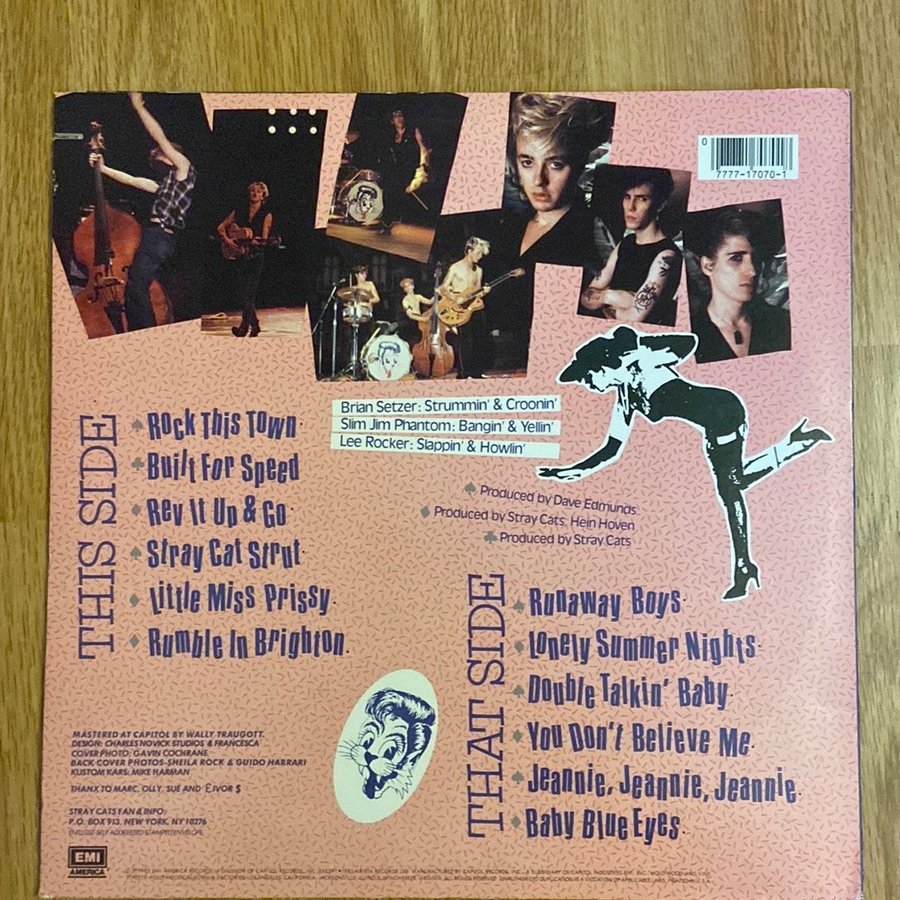 0
7777-17070-1
Brian Setzer: Strummin' & Croonin'
Slim Jim Phantom: Bangin' & Yellin'
Lee Rocker: Slappin' & Howlin'
♠ Produced by Dave Edmunds
♦ Produced by Stray Cats: Hein Hoven
♣ Produced by Stray Cats
THIS SIDE
Rock This Town
Built For Speed
Rev It Up & Go
Stray Cat Strut
Little Miss Prissy
Rumble In Brighton
THAT SIDE
Runaway Boys
Lonely Summer Nights
Double Talkin' Baby
You Don't Believe Me
Jeannie, Jeannie, Jeannie
Baby Blue Eyes
MASTERED AT CAPITOL BY WALLY TRAUGOTT.
DESIGN: CHARLES NOVICK STUDIOS & FRANCESCA
COVER PHOTO: GAVIN COCHRANE
BACK COVER PHOTOS-SHEILA ROCK & GUIDO HARRARI
KUSTOM KARS: MIKE HARMAN
THANX TO MARC, OLLY, SUE AND £IVOR $
STRAY CATS FAN & INFO:
P.O. BOX 913, NEW YORK, NY 10276
ENCLOSE SELF ADDRESSED STAMPED ENVELOPE
EMI
AMERICA